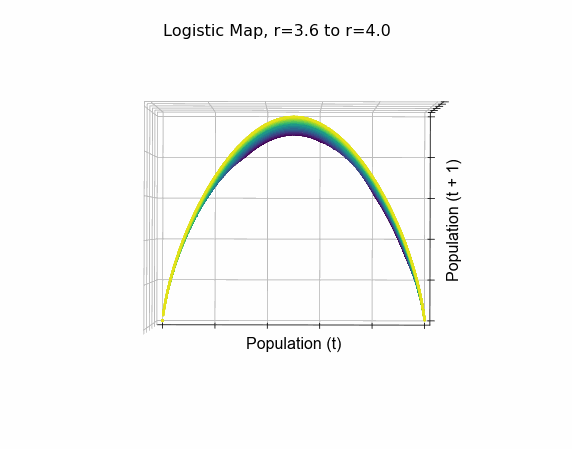 Logistic Map, r=3.6 to r=4.0
Population (t + 1)
Population (t)